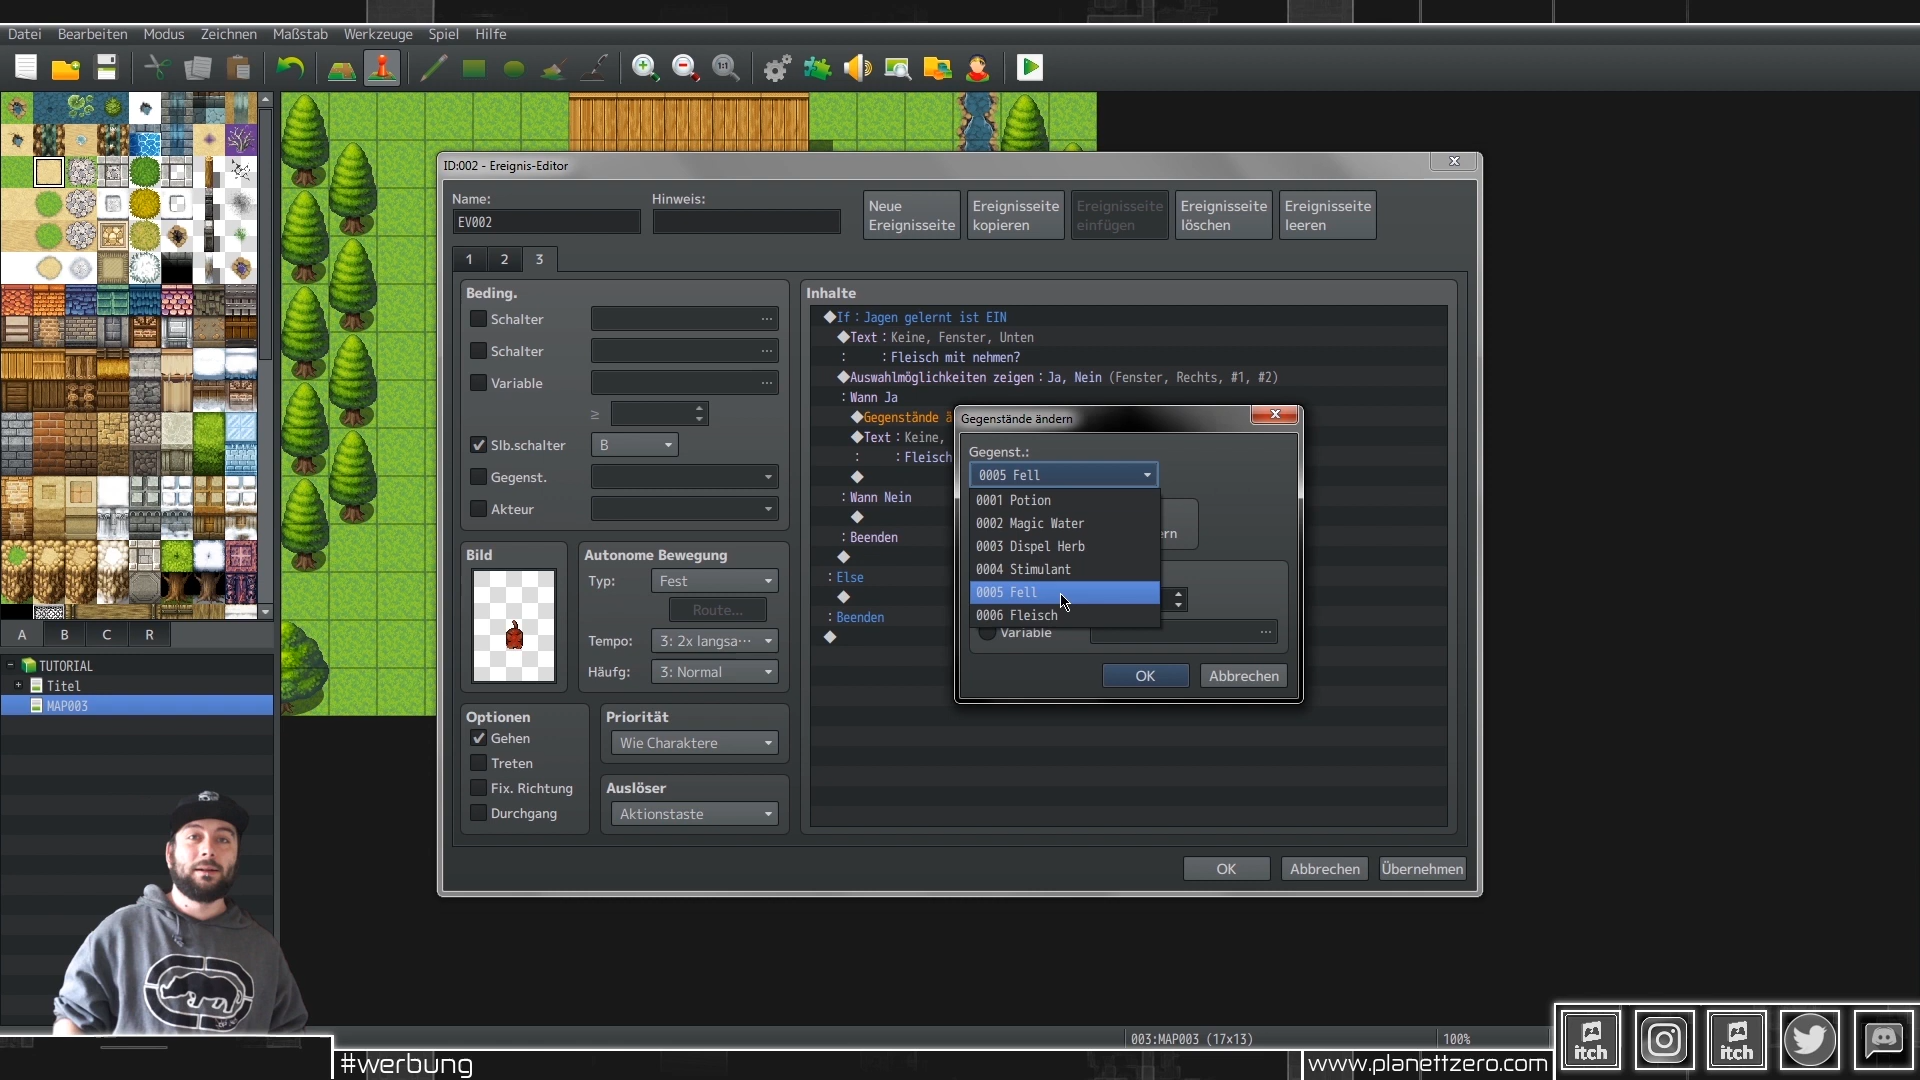 Datei Bearbeiten Modus Zeichnen Maßstab Werkzeuge Spiel Hilfe
1:1
ID:002 - Ereignis-Editor
Name:
Hinweis:
EV002
Neue Ereignisseite
Ereignisseite kopieren
Ereignisseite einfügen
Ereignisseite löschen
Ereignisseite leeren
1 2 3
Beding.
Schalter ...
Schalter ...
Variable ...
≥
Slb.schalter B
Gegenst.
Akteur
Bild
Autonome Bewegung
Typ: Fest
Route...
Tempo: 3: 2x langsa...
Häufg: 3: Normal
Optionen
Gehen
Treten
Fix. Richtung
Durchgang
Priorität
Wie Charaktere
Auslöser
Aktionstaste
Inhalte
◆If : Jagen gelernt ist EIN
◆Text : Keine, Fenster, Unten
: : Fleisch mit nehmen?
◆Auswahlmöglichkeiten zeigen : Ja, Nein (Fenster, Rechts, #1, #2)
: Wann Ja
◆Gegenstände ä
◆Text : Keine,
: : Fleisch
◆
: Wann Nein
◆
: Beenden
◆
: Else
◆
: Beenden
◆
Gegenstände ändern
Gegenst.:
0005 Fell
0001 Potion
0002 Magic Water
0003 Dispel Herb
0004 Stimulant
0005 Fell
0006 Fleisch
ern
Variable ...
OK Abbrechen
OK Abbrechen Übernehmen
A B C R
TUTORIAL
Titel
MAP003
003:MAP003 (17x13)
100%
#werbung
www.planettzero.com
itch
itch